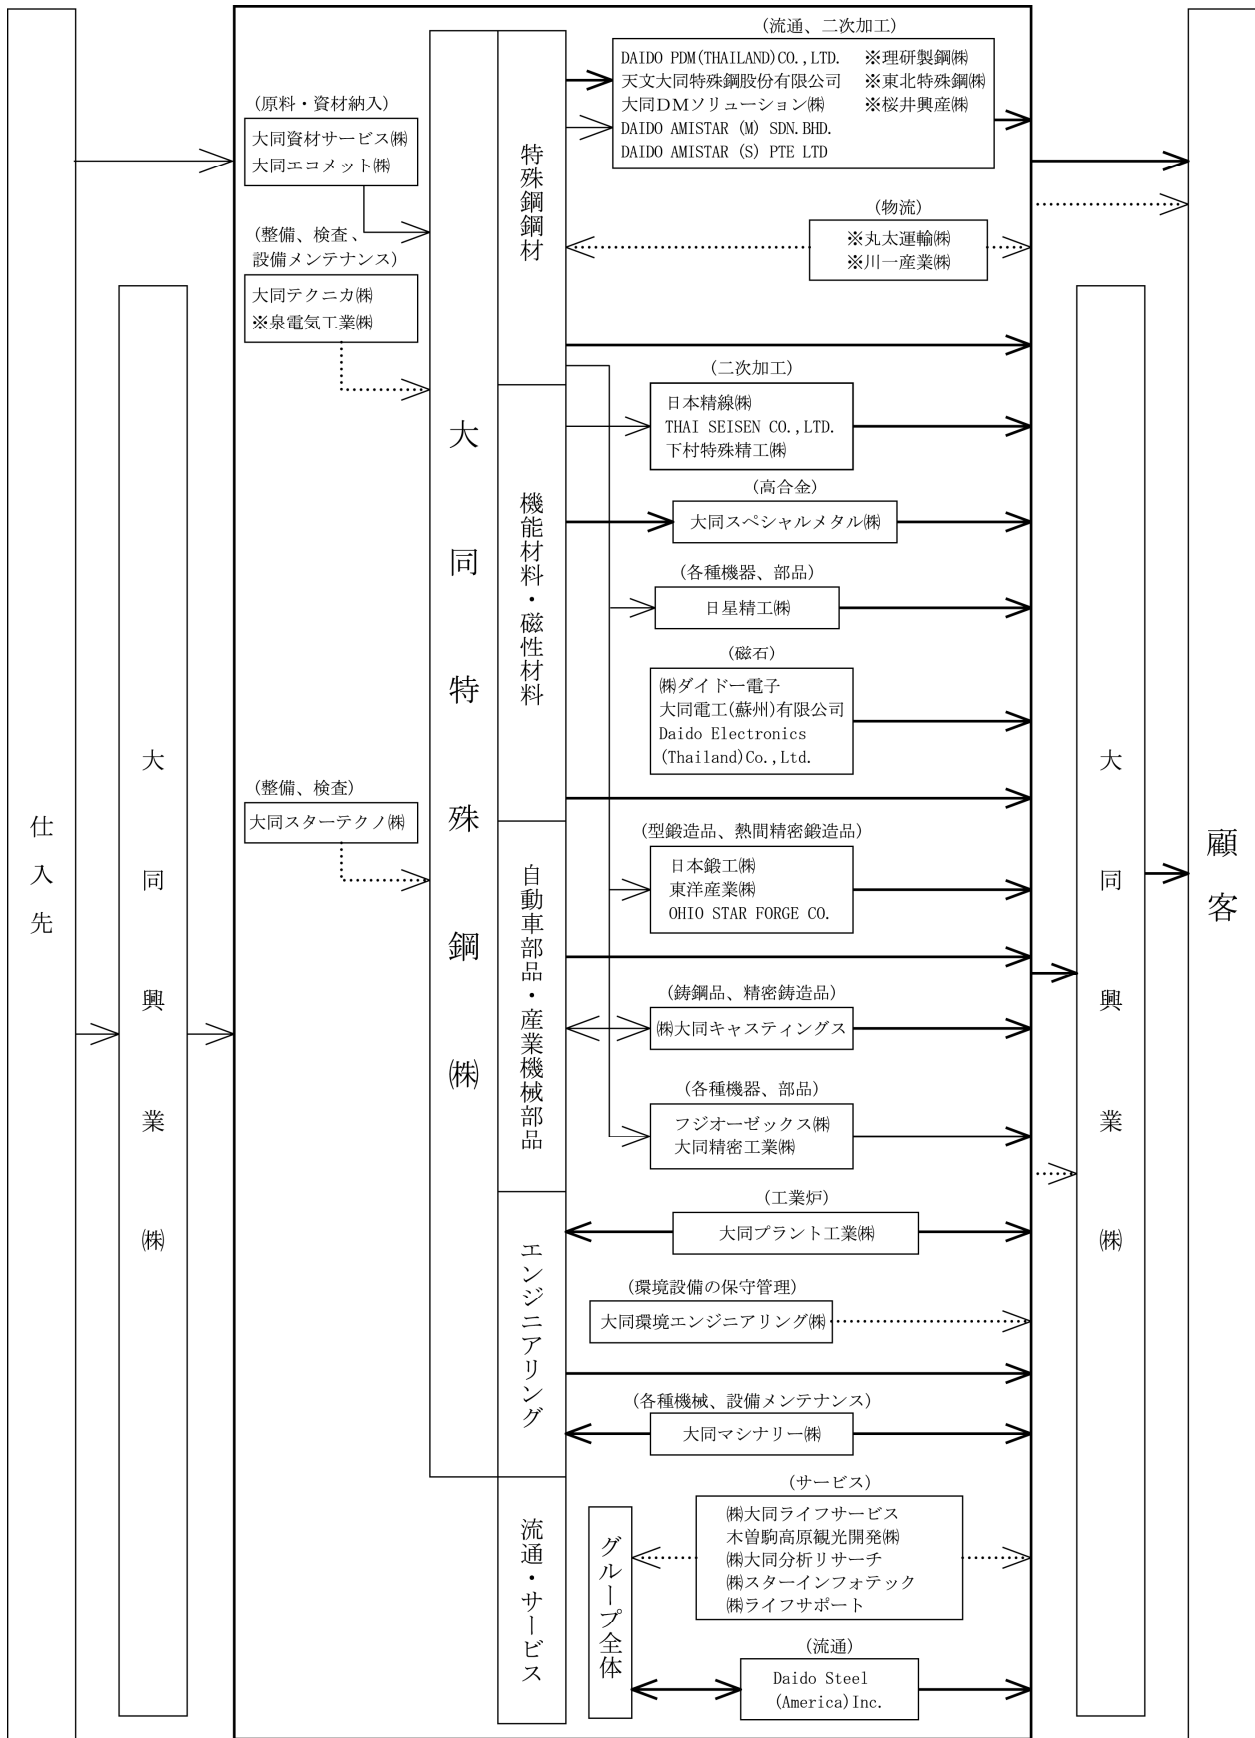 仕入先
大同興業㈱
(原料・資材納入)
大同資材サービス㈱
大同エコメット㈱
(整備、検査、
設備メンテナンス)
大同テクニカ㈱
※泉電気工業㈱
(整備、検査)
大同スターテクノ㈱
大同特殊鋼㈱
特殊鋼鋼材
(流通、二次加工)
DAIDO PDM(THAILAND)CO.,LTD. ※理研製鋼㈱
天文大同特殊鋼股份有限公司 ※東北特殊鋼㈱
大同DMソリューション㈱ ※桜井興産㈱
DAIDO AMISTAR (M) SDN.BHD.
DAIDO AMISTAR (S) PTE LTD
(物流)
※丸太運輸㈱
※川一産業㈱
機能材料・磁性材料
(二次加工)
日本精線㈱
THAI SEISEN CO.,LTD.
下村特殊精工㈱
(高合金)
大同スペシャルメタル㈱
(各種機器、部品)
日星精工㈱
(磁石)
㈱ダイドー電子
大同電工(蘇州)有限公司
Daido Electronics
(Thailand)Co.,Ltd.
自動車部品・産業機械部品
(型鍛造品、熱間精密鍛造品)
日本鍛工㈱
東洋産業㈱
OHIO STAR FORGE CO.
(鋳鋼品、精密鋳造品)
㈱大同キャスティングス
(各種機器、部品)
フジオーゼックス㈱
大同精密工業㈱
エンジニアリング
(工業炉)
大同プラント工業㈱
(環境設備の保守管理)
大同環境エンジニアリング㈱
(各種機械、設備メンテナンス)
大同マシナリー㈱
流通・サービス
グループ全体
(サービス)
㈱大同ライフサービス
木曽駒高原観光開発㈱
㈱大同分析リサーチ
㈱スターインフォテック
㈱ライフサポート
(流通)
Daido Steel
(America)Inc.
大同興業㈱
顧客